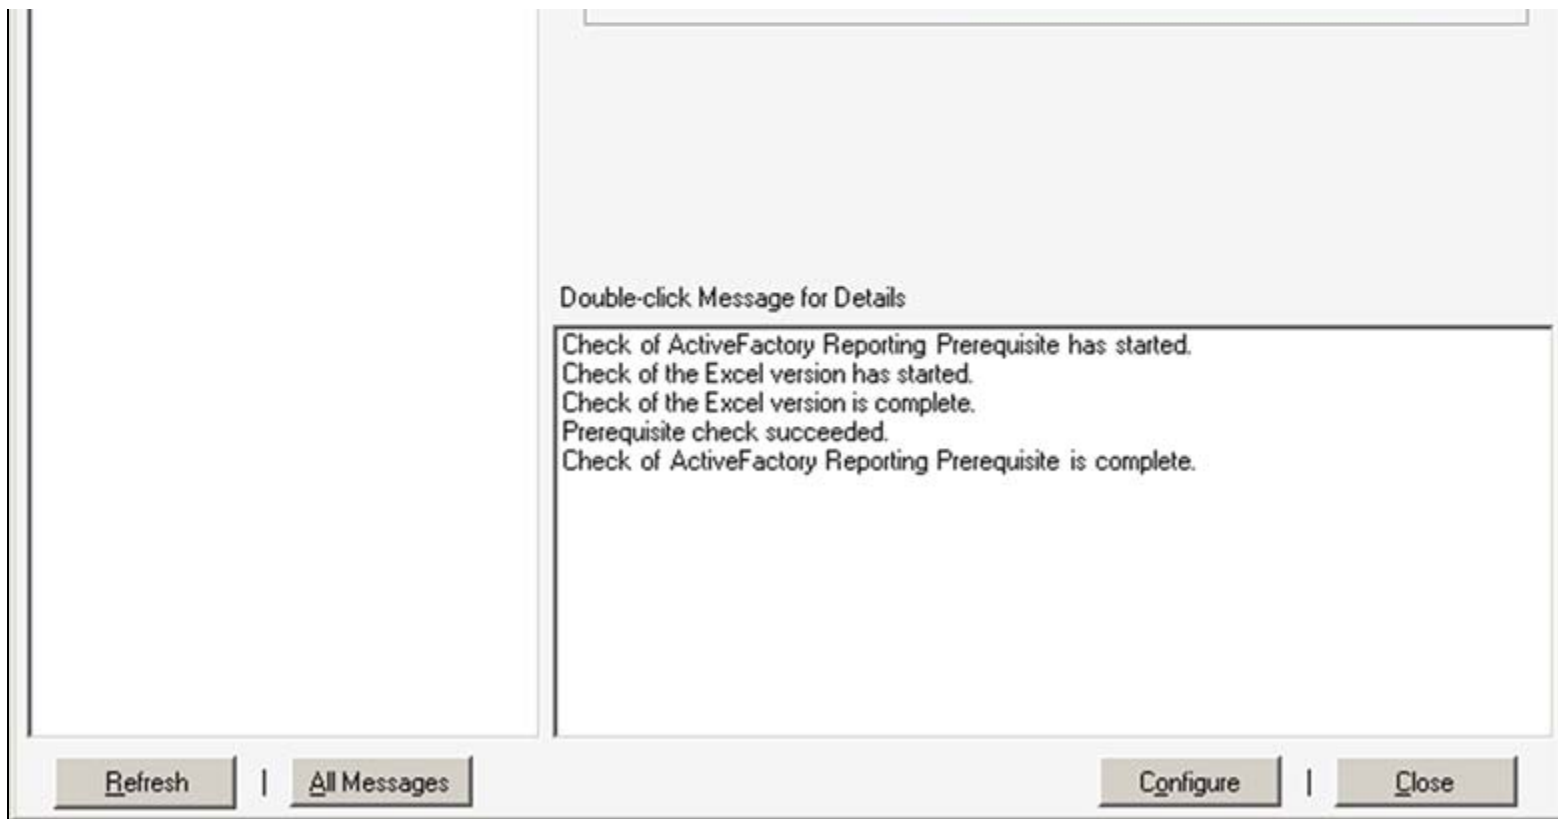 Double-click Message for Details
Check of ActiveFactory Reporting Prerequisite has started.
Check of the Excel version has started.
Check of the Excel version is complete.
Prerequisite check succeeded.
Check of ActiveFactory Reporting Prerequisite is complete.
Refresh | All Messages Configure | Close